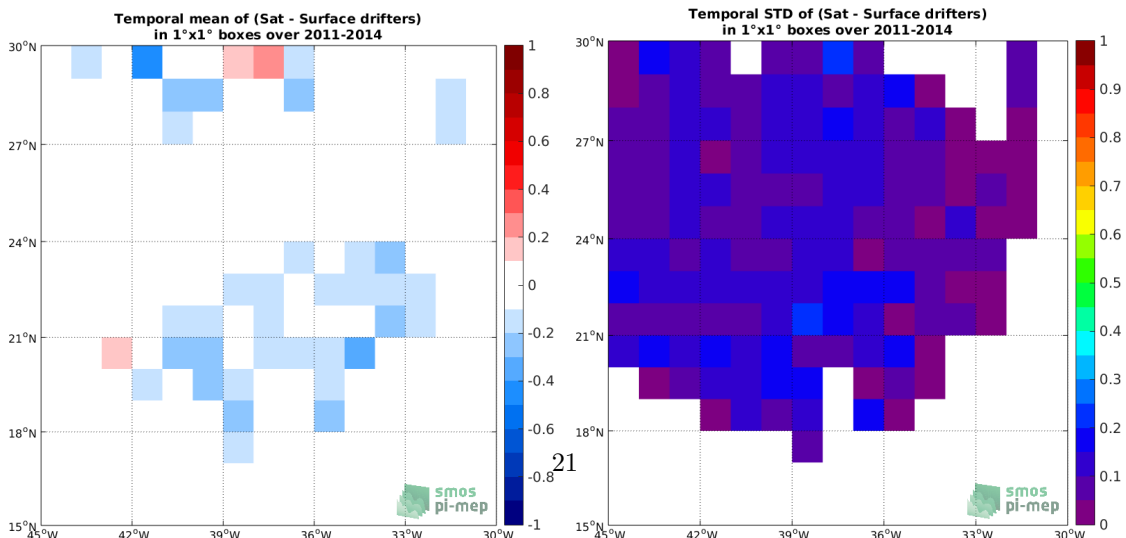 Temporal mean of (Sat - Surface drifters)
in 1°x1° boxes over 2011-2014
30°N
27°N
24°N
21°N
18°N
15°N
45°W
42°W
39°W
36°W
33°W
30°W
1
0.8
0.6
0.4
0.2
0
-0.2
-0.4
-0.6
-0.8
-1
smos
pi-mep
21
Temporal STD of (Sat - Surface drifters)
in 1°x1° boxes over 2011-2014
30°N
27°N
24°N
21°N
18°N
15°N
45°W
42°W
39°W
36°W
33°W
30°W
1
0.9
0.8
0.7
0.6
0.5
0.4
0.3
0.2
0.1
0
smos
pi-mep